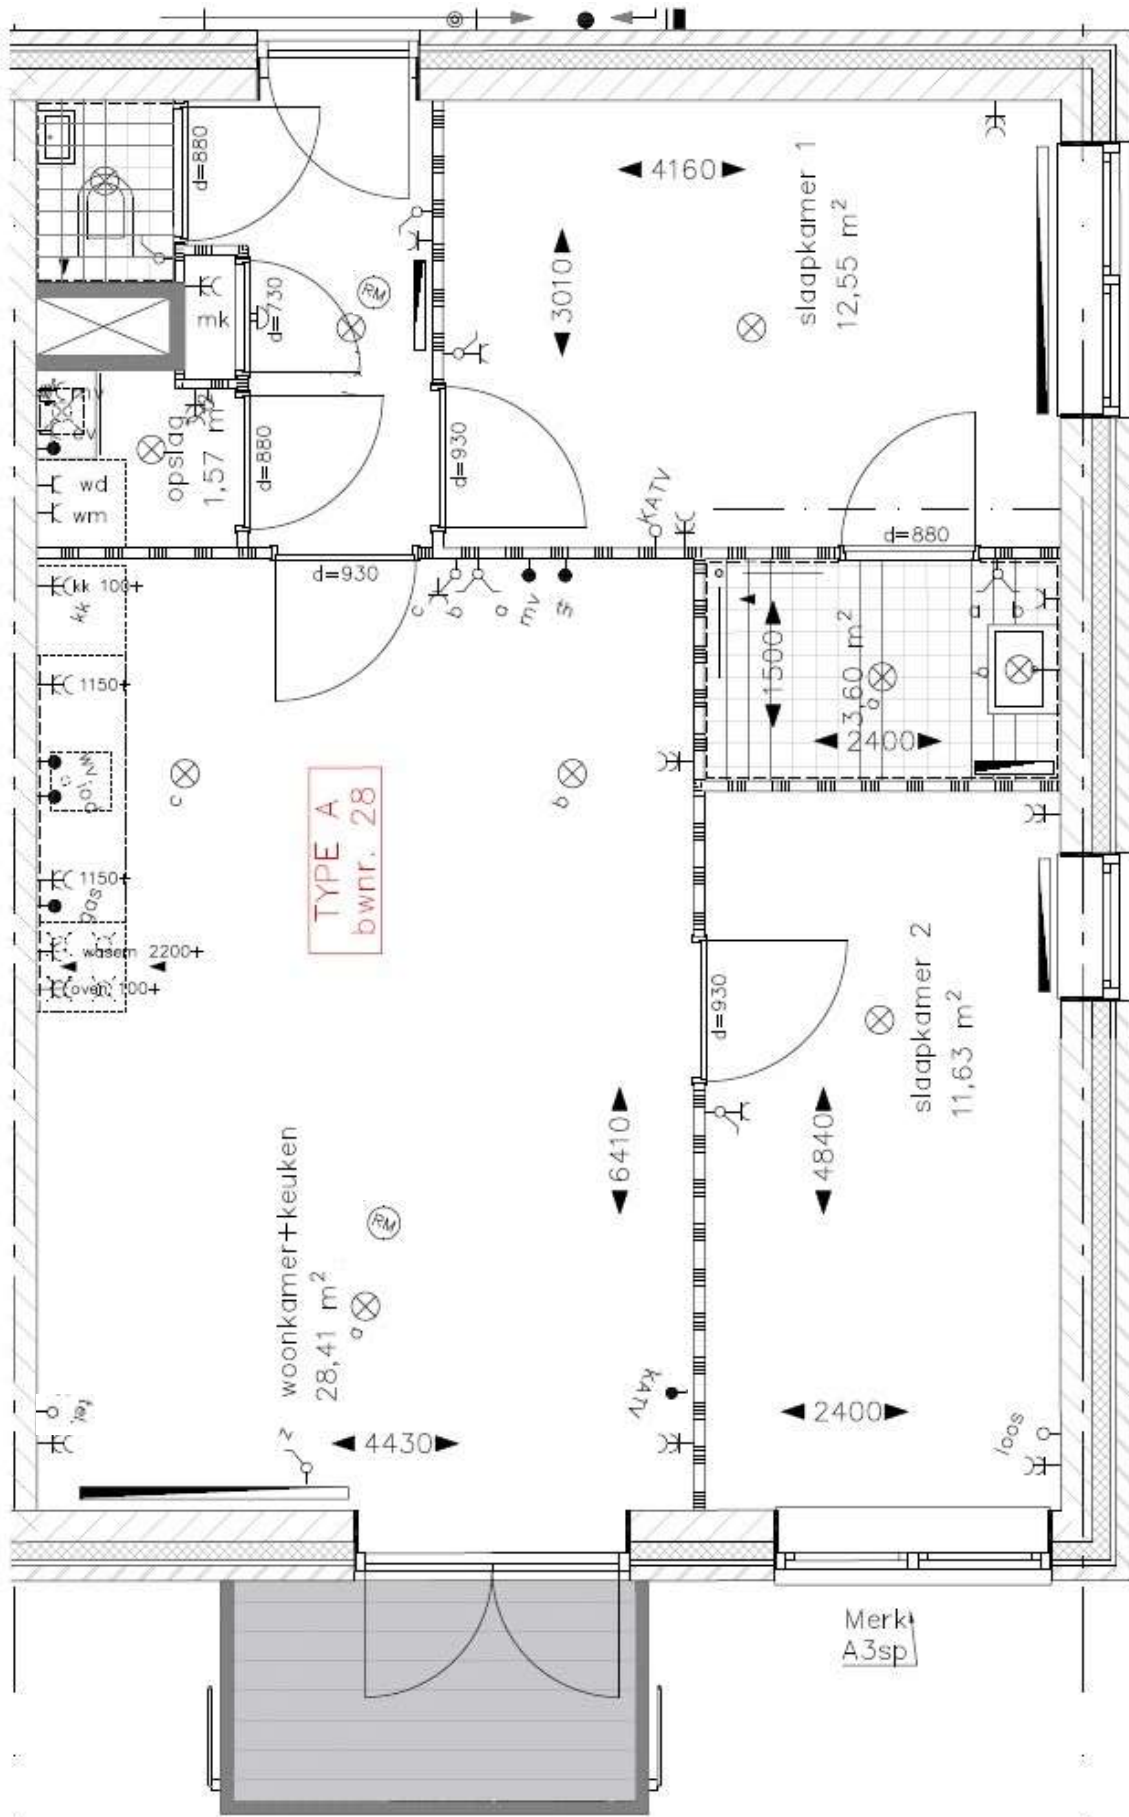 d=880
4160
slaapkamer 1
12,55 m²
3010
RM
mk
d=730
opslag
1,57 m²
d=880
d=930
KATV
wd
wm
d=880
d=930
kk 100+
kk
c
b
a
mv
a
b
1500
3,60 m²
a
b
2400
1150+
c
b
TYPE A
bwnr. 28
1150+
gas
wasem 2200+
oven 100+
d=930
slaapkamer 2
11,63 m²
6410
4840
woonkamer+keuken
28,41 m²
RM
a
KATV
2400
tel
z
4430
loos
Merk
A3sp